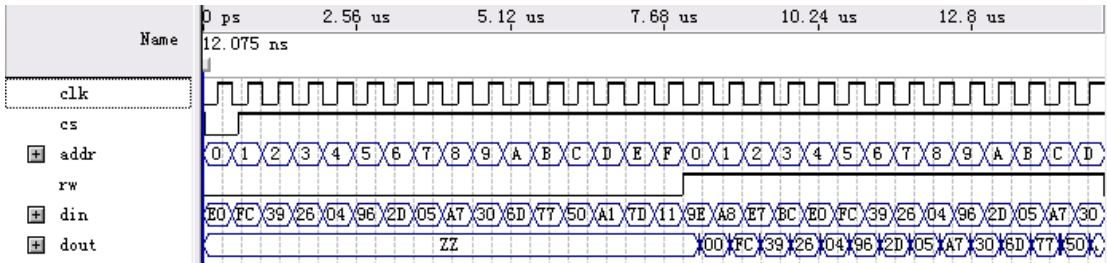 0 ps 2.56 us 5.12 us 7.68 us 10.24 us 12.8 us
Name
12.075 ns
clk
cs
addr 0 1 2 3 4 5 6 7 8 9 A B C D E F 0 1 2 3 4 5 6 7 8 9 A B C D
rw
din E0 FC 39 26 04 96 2D 05 A7 30 6D 77 50 A1 7D 11 9E A8 E7 BC E0 FC 39 26 04 96 2D 05 A7 30
dout ZZ 00 FC 39 26 04 96 2D 05 A7 30 6D 77 50